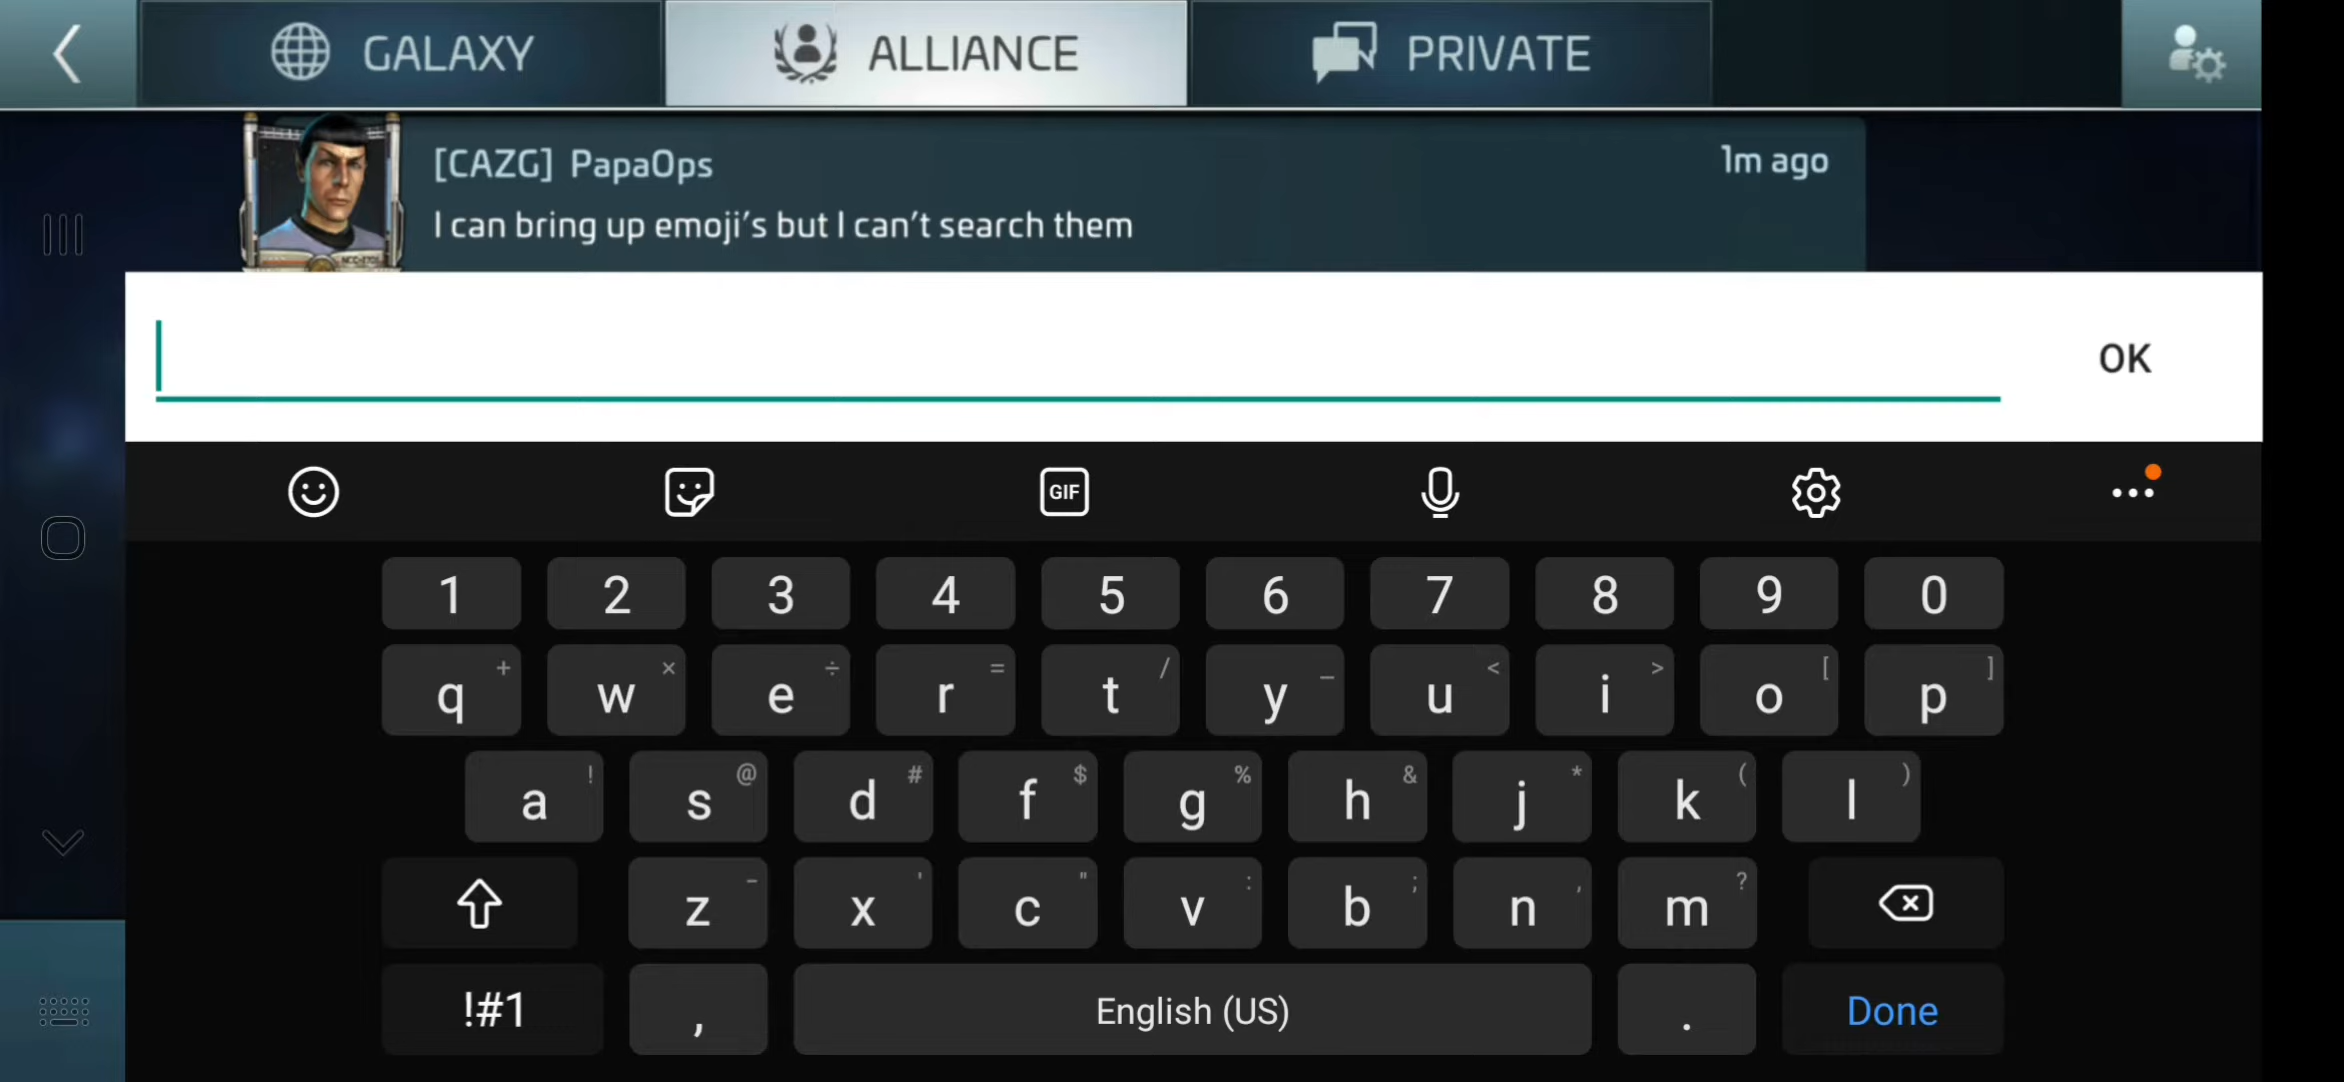 GALAXY ALLIANCE PRIVATE
[CAZG] PapaOps 1m ago
I can bring up emoji’s but I can’t search them
OK
GIF
1 2 3 4 5 6 7 8 9 0
q + w × e ÷ r = t / y _ u < i > o [ p ]
a ! s @ d # f $ g % h & j * k ( l )
z - x ' c " v : b ; n , m ?
!#1 , English (US) . Done